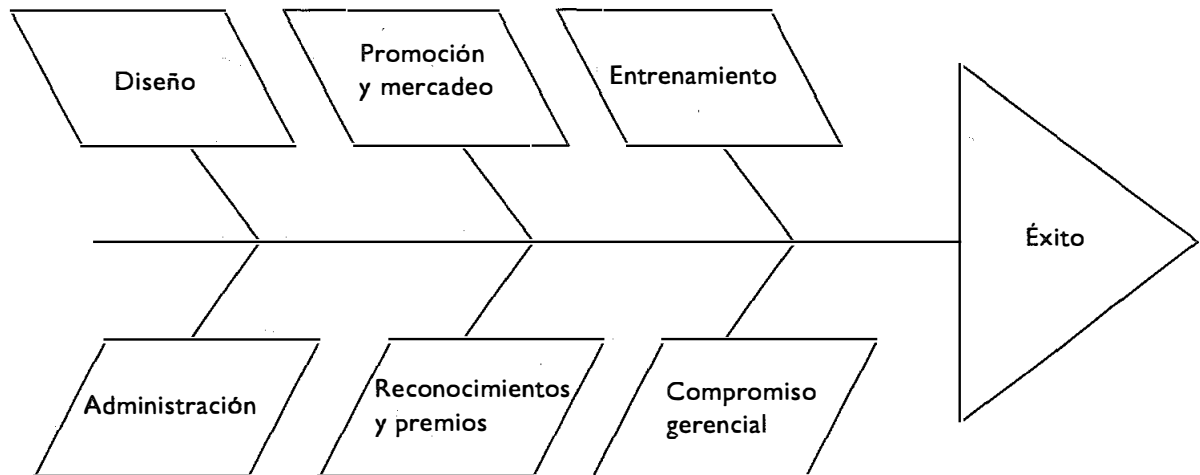 Diseño
Promoción
y mercadeo
Entrenamiento
Éxito
Administración
Reconocimientos
y premios
Compromiso
gerencial